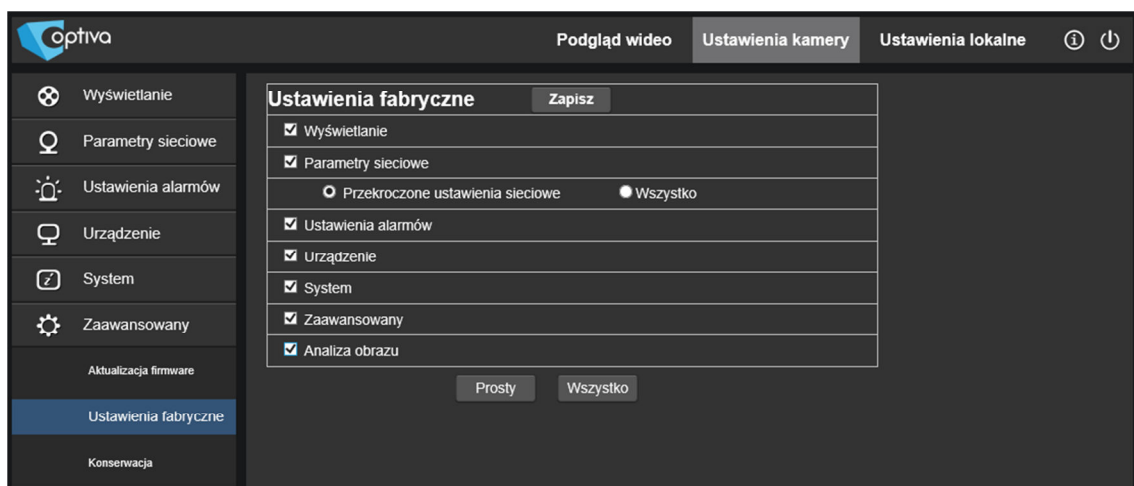 optiva
Podgląd wideo Ustawienia kamery Ustawienia lokalne
Wyświetlanie
Parametry sieciowe
Ustawienia alarmów
Urządzenie
System
Zaawansowany
Aktualizacja firmware
Ustawienia fabryczne
Konserwacja
Ustawienia fabryczne Zapisz
Wyświetlanie
Parametry sieciowe
Przekroczone ustawienia sieciowe Wszystko
Ustawienia alarmów
Urządzenie
System
Zaawansowany
Analiza obrazu
Prosty Wszystko